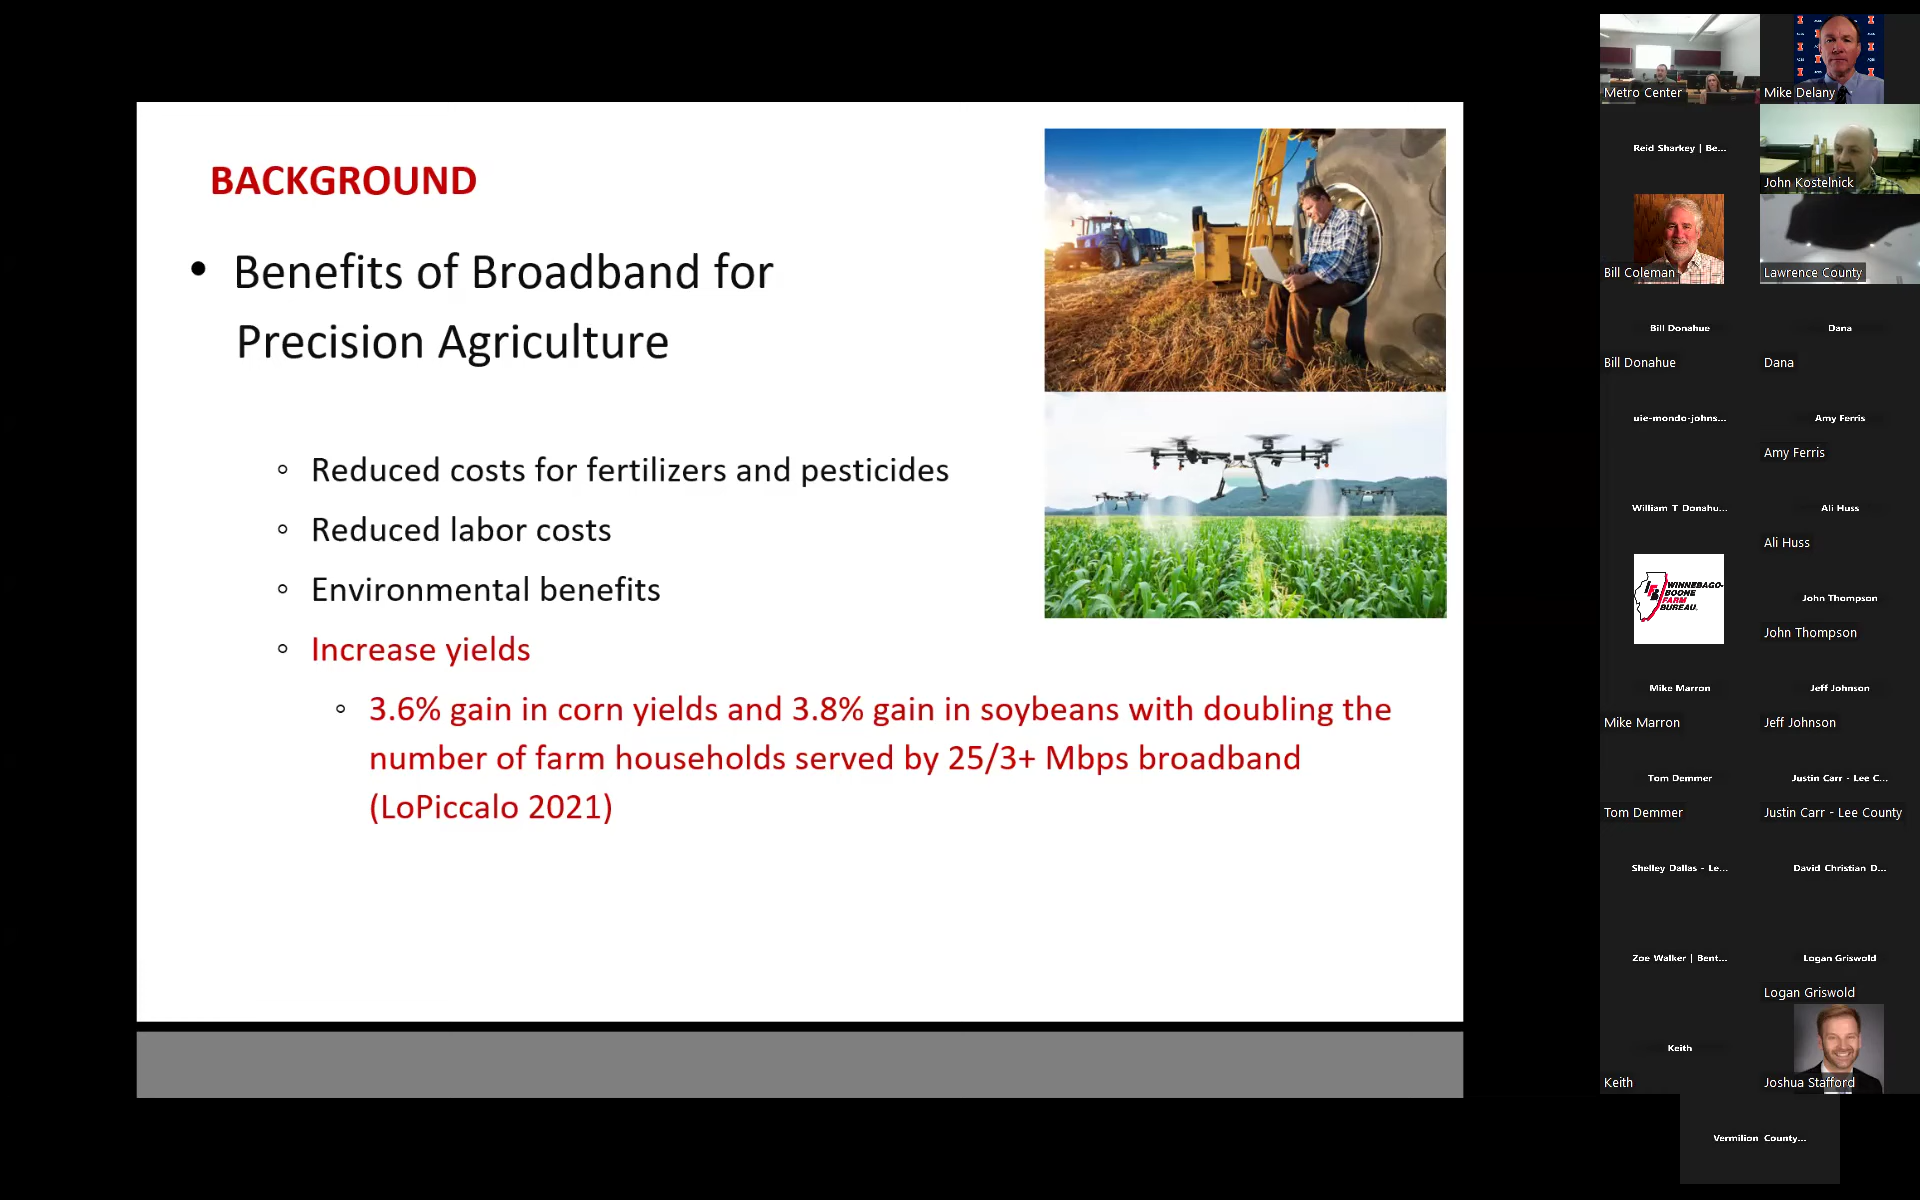 BACKGROUND
• Benefits of Broadband for
Precision Agriculture
◦ Reduced costs for fertilizers and pesticides
◦ Reduced labor costs
◦ Environmental benefits
◦ Increase yields
◦ 3.6% gain in corn yields and 3.8% gain in soybeans with doubling the
number of farm households served by 25/3+ Mbps broadband
(LoPiccalo 2021)
Metro Center
Mike Delany
Reid Sharkey | Be...
John Kostelnick
Bill Coleman
Lawrence County
Bill Donahue
Dana
Bill Donahue
Dana
uie-mondo-johns...
Amy Ferris
Amy Ferris
William T Donahu...
Ali Huss
Ali Huss
WINNEBAGO-
BOONE
FARM
BUREAU.
John Thompson
John Thompson
Mike Marron
Jeff Johnson
Mike Marron
Jeff Johnson
Tom Demmer
Justin Carr - Lee C...
Tom Demmer
Justin Carr - Lee County
Shelley Dallas - Le...
David Christian D...
Zoe Walker | Bent...
Logan Griswold
Logan Griswold
Keith
Keith
Joshua Stafford
Vermilion County...